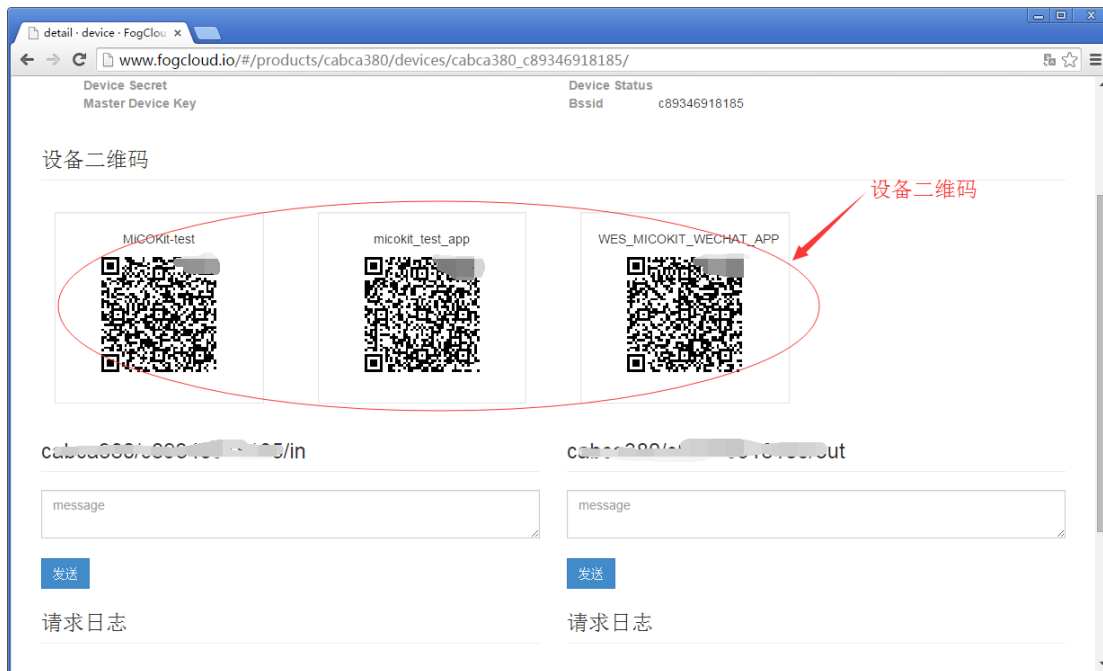 detail · device · FogClou
www.fogcloud.io/#/products/cabca380/devices/cabca380_c89346918185/
Device Secret
Device Status
Master Device Key
Bssid c89346918185
设备二维码
设备二维码
MiCOKit-test
micokit_test_app
WES_MICOKIT_WECHAT_APP
/in
message
message
发送
发送
请求日志
请求日志